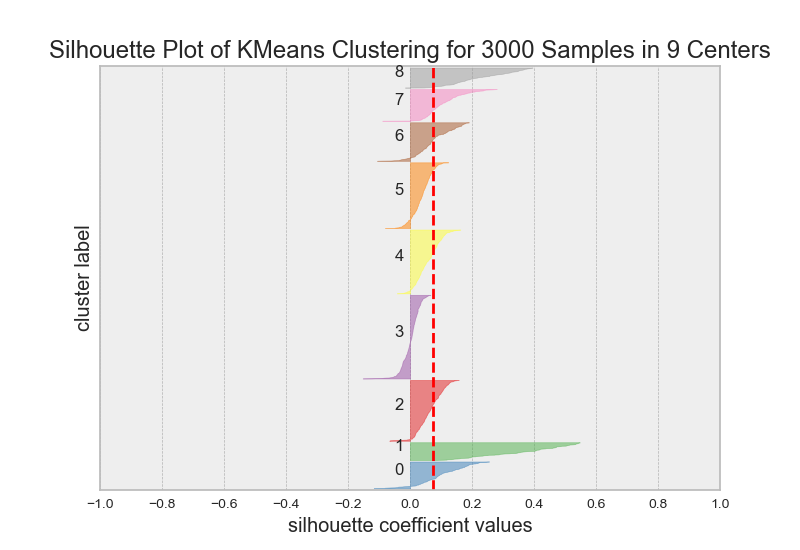 Silhouette Plot of KMeans Clustering for 3000 Samples in 9 Centers
8
7
6
5
4
3
2
1
0
cluster label
−1.0 −0.8 −0.6 −0.4 −0.2 0.0 0.2 0.4 0.6 0.8 1.0
silhouette coefficient values